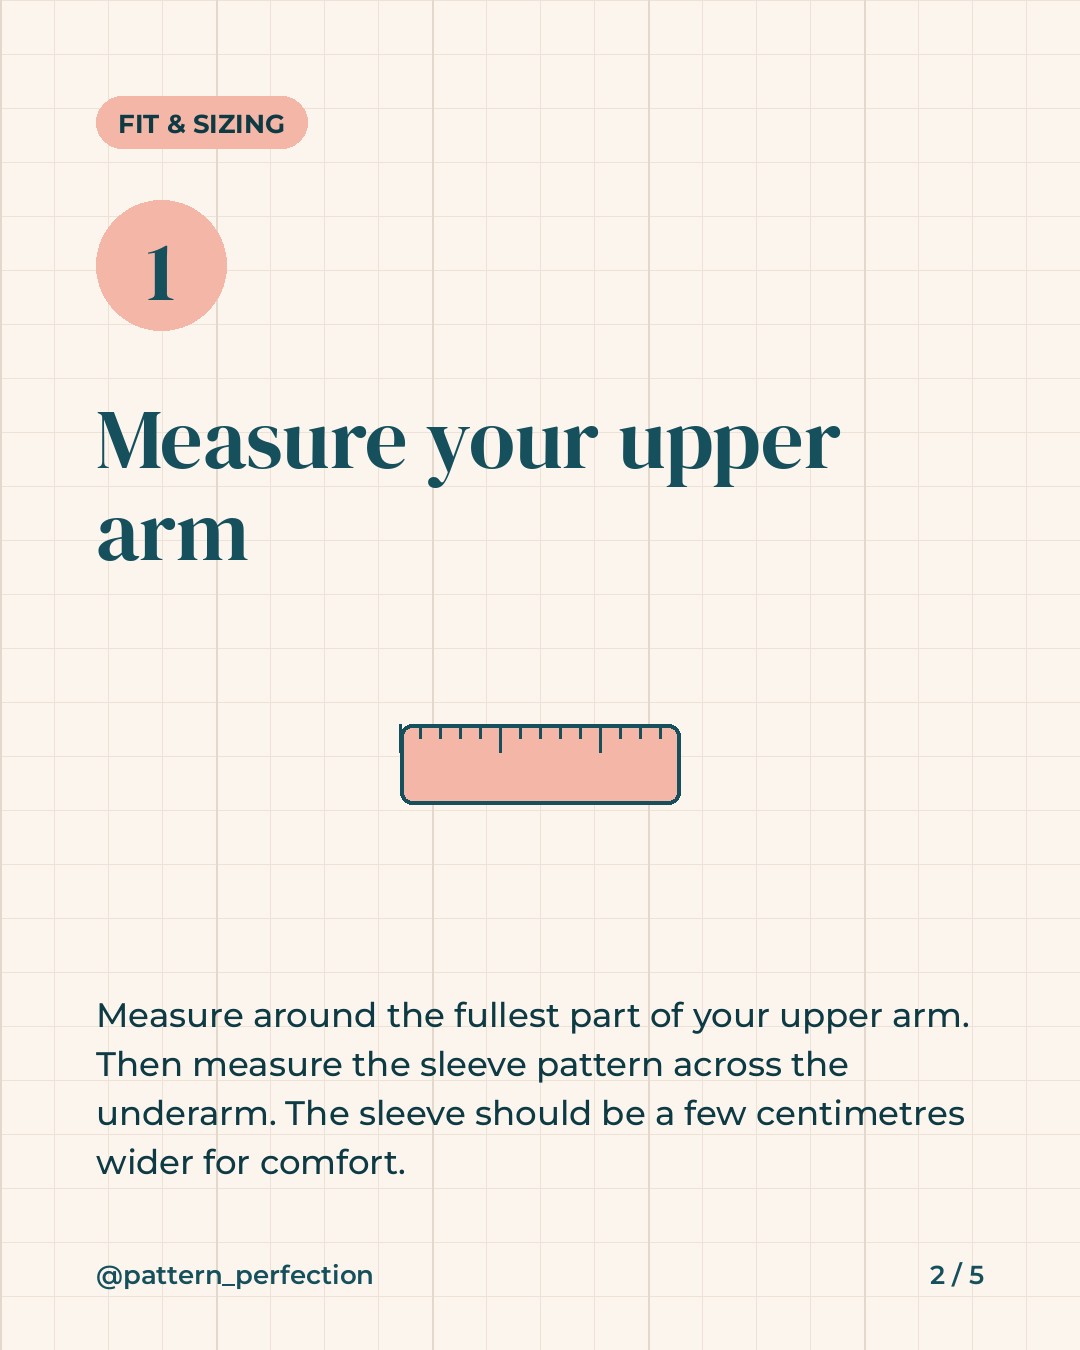 FIT & SIZING
1
Measure your upper
arm
Measure around the fullest part of your upper arm.
Then measure the sleeve pattern across the
underarm. The sleeve should be a few centimetres
wider for comfort.
@pattern_perfection
2 / 5